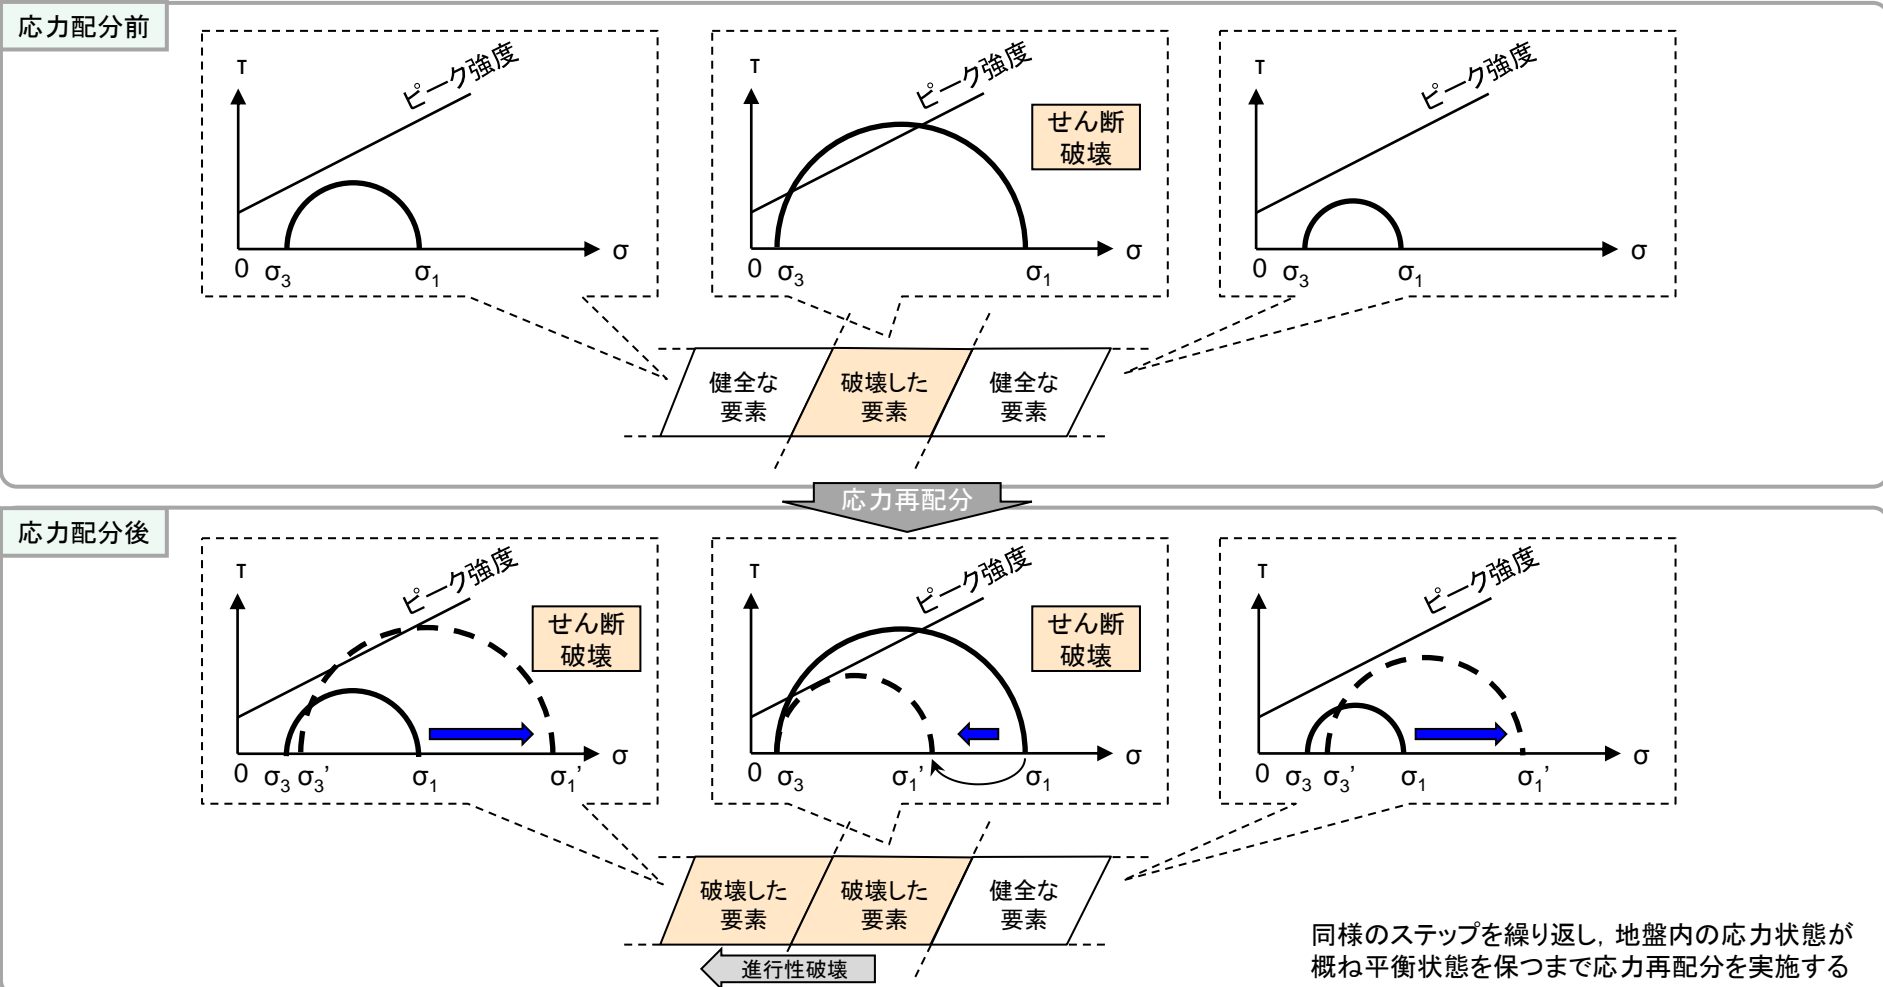 応力配分前
τ
ピーク強度
σ
0
σ3
σ1
τ
ピーク強度
せん断
破壊
σ
0
σ3
σ1
τ
ピーク強度
σ
0
σ3
σ1
健全な
要素
破壊した
要素
健全な
要素
応力再配分
応力配分後
τ
ピーク強度
せん断
破壊
σ
0
σ3
σ3’
σ1
σ1’
τ
ピーク強度
せん断
破壊
σ
0
σ3
σ1’
σ1
τ
ピーク強度
σ
0
σ3
σ3’
σ1
σ1’
破壊した
要素
破壊した
要素
健全な
要素
進行性破壊
同様のステップを繰り返し，地盤内の応力状態が
概ね平衡状態を保つまで応力再配分を実施する